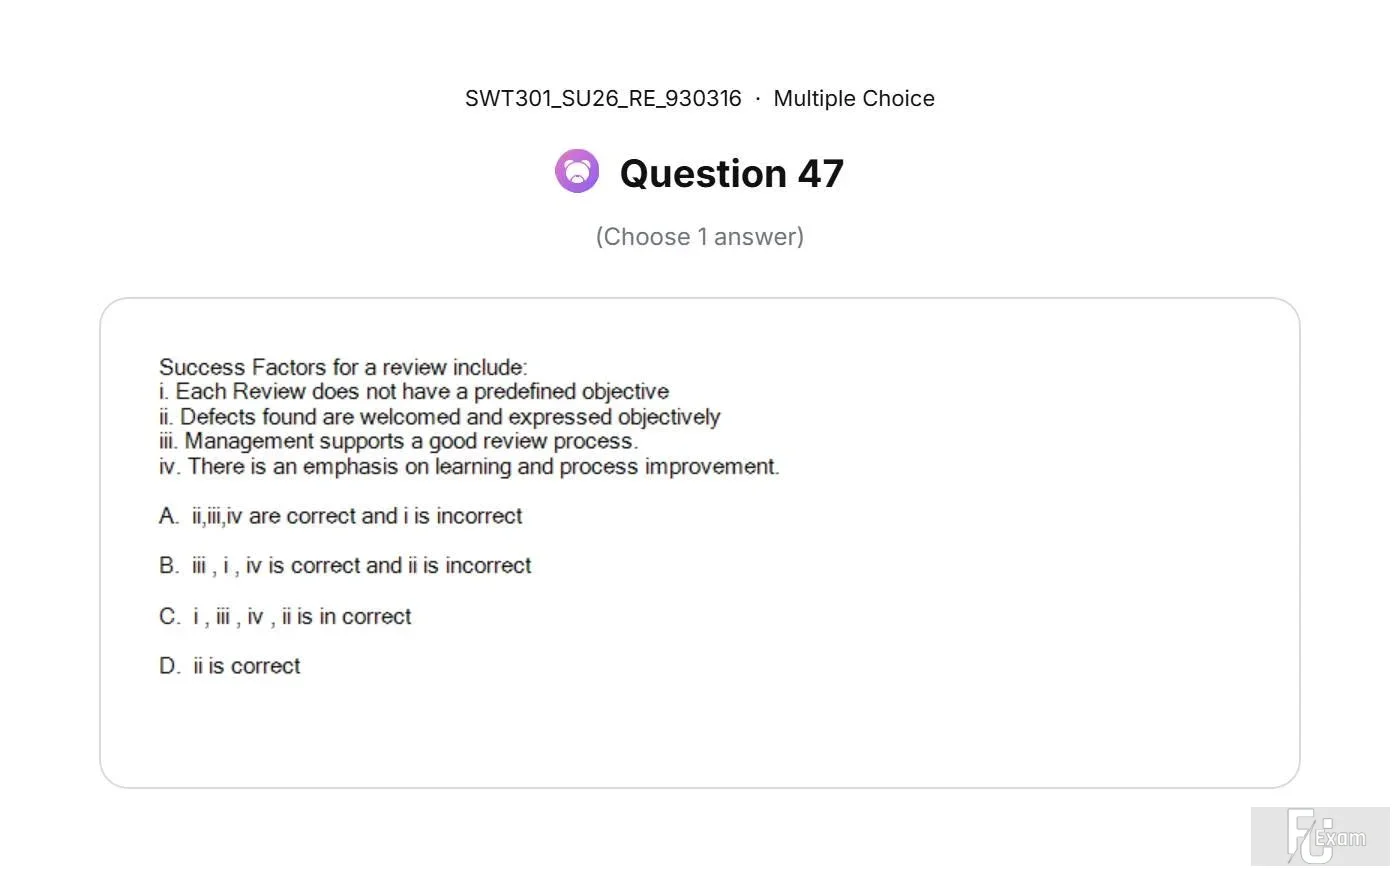 SWT301_SU26_RE_930316 · Multiple Choice
Question 47
(Choose 1 answer)
Success Factors for a review include:
i. Each Review does not have a predefined objective
ii. Defects found are welcomed and expressed objectively
iii. Management supports a good review process.
iv. There is an emphasis on learning and process improvement.
A. ii,iii,iv are correct and i is incorrect
B. iii , i , iv is correct and ii is incorrect
C. i , iii , iv , ii is in correct
D. ii is correct
FU Exam